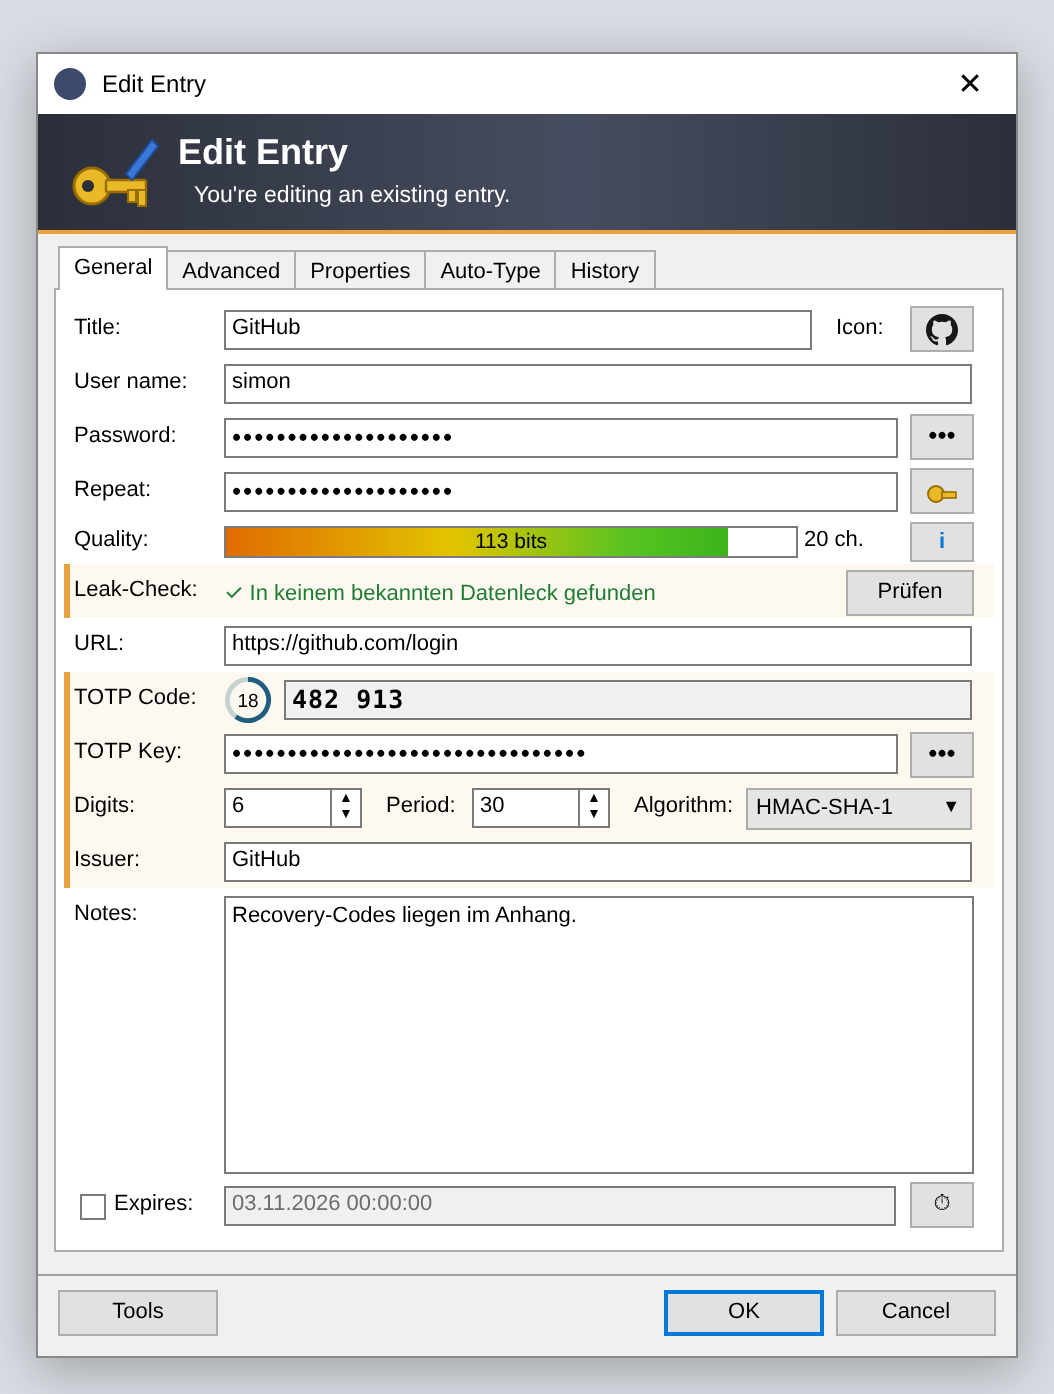 Edit Entry ✕
Edit Entry
You're editing an existing entry.
General Advanced Properties Auto-Type History
Title: GitHub Icon:
User name: simon
Password: •••••••••••••••••••• •••
Repeat: ••••••••••••••••••••
Quality: 113 bits 20 ch. i
Leak-Check: ✓ In keinem bekannten Datenleck gefunden Prüfen
URL: https://github.com/login
TOTP Code: 18 482 913
TOTP Key: •••••••••••••••••••••••••••••••• •••
Digits: 6 ▲▼ Period: 30 ▲▼ Algorithm: HMAC-SHA-1 ▼
Issuer: GitHub
Notes: Recovery-Codes liegen im Anhang.
Expires: 03.11.2026 00:00:00 ⏱
Tools OK Cancel